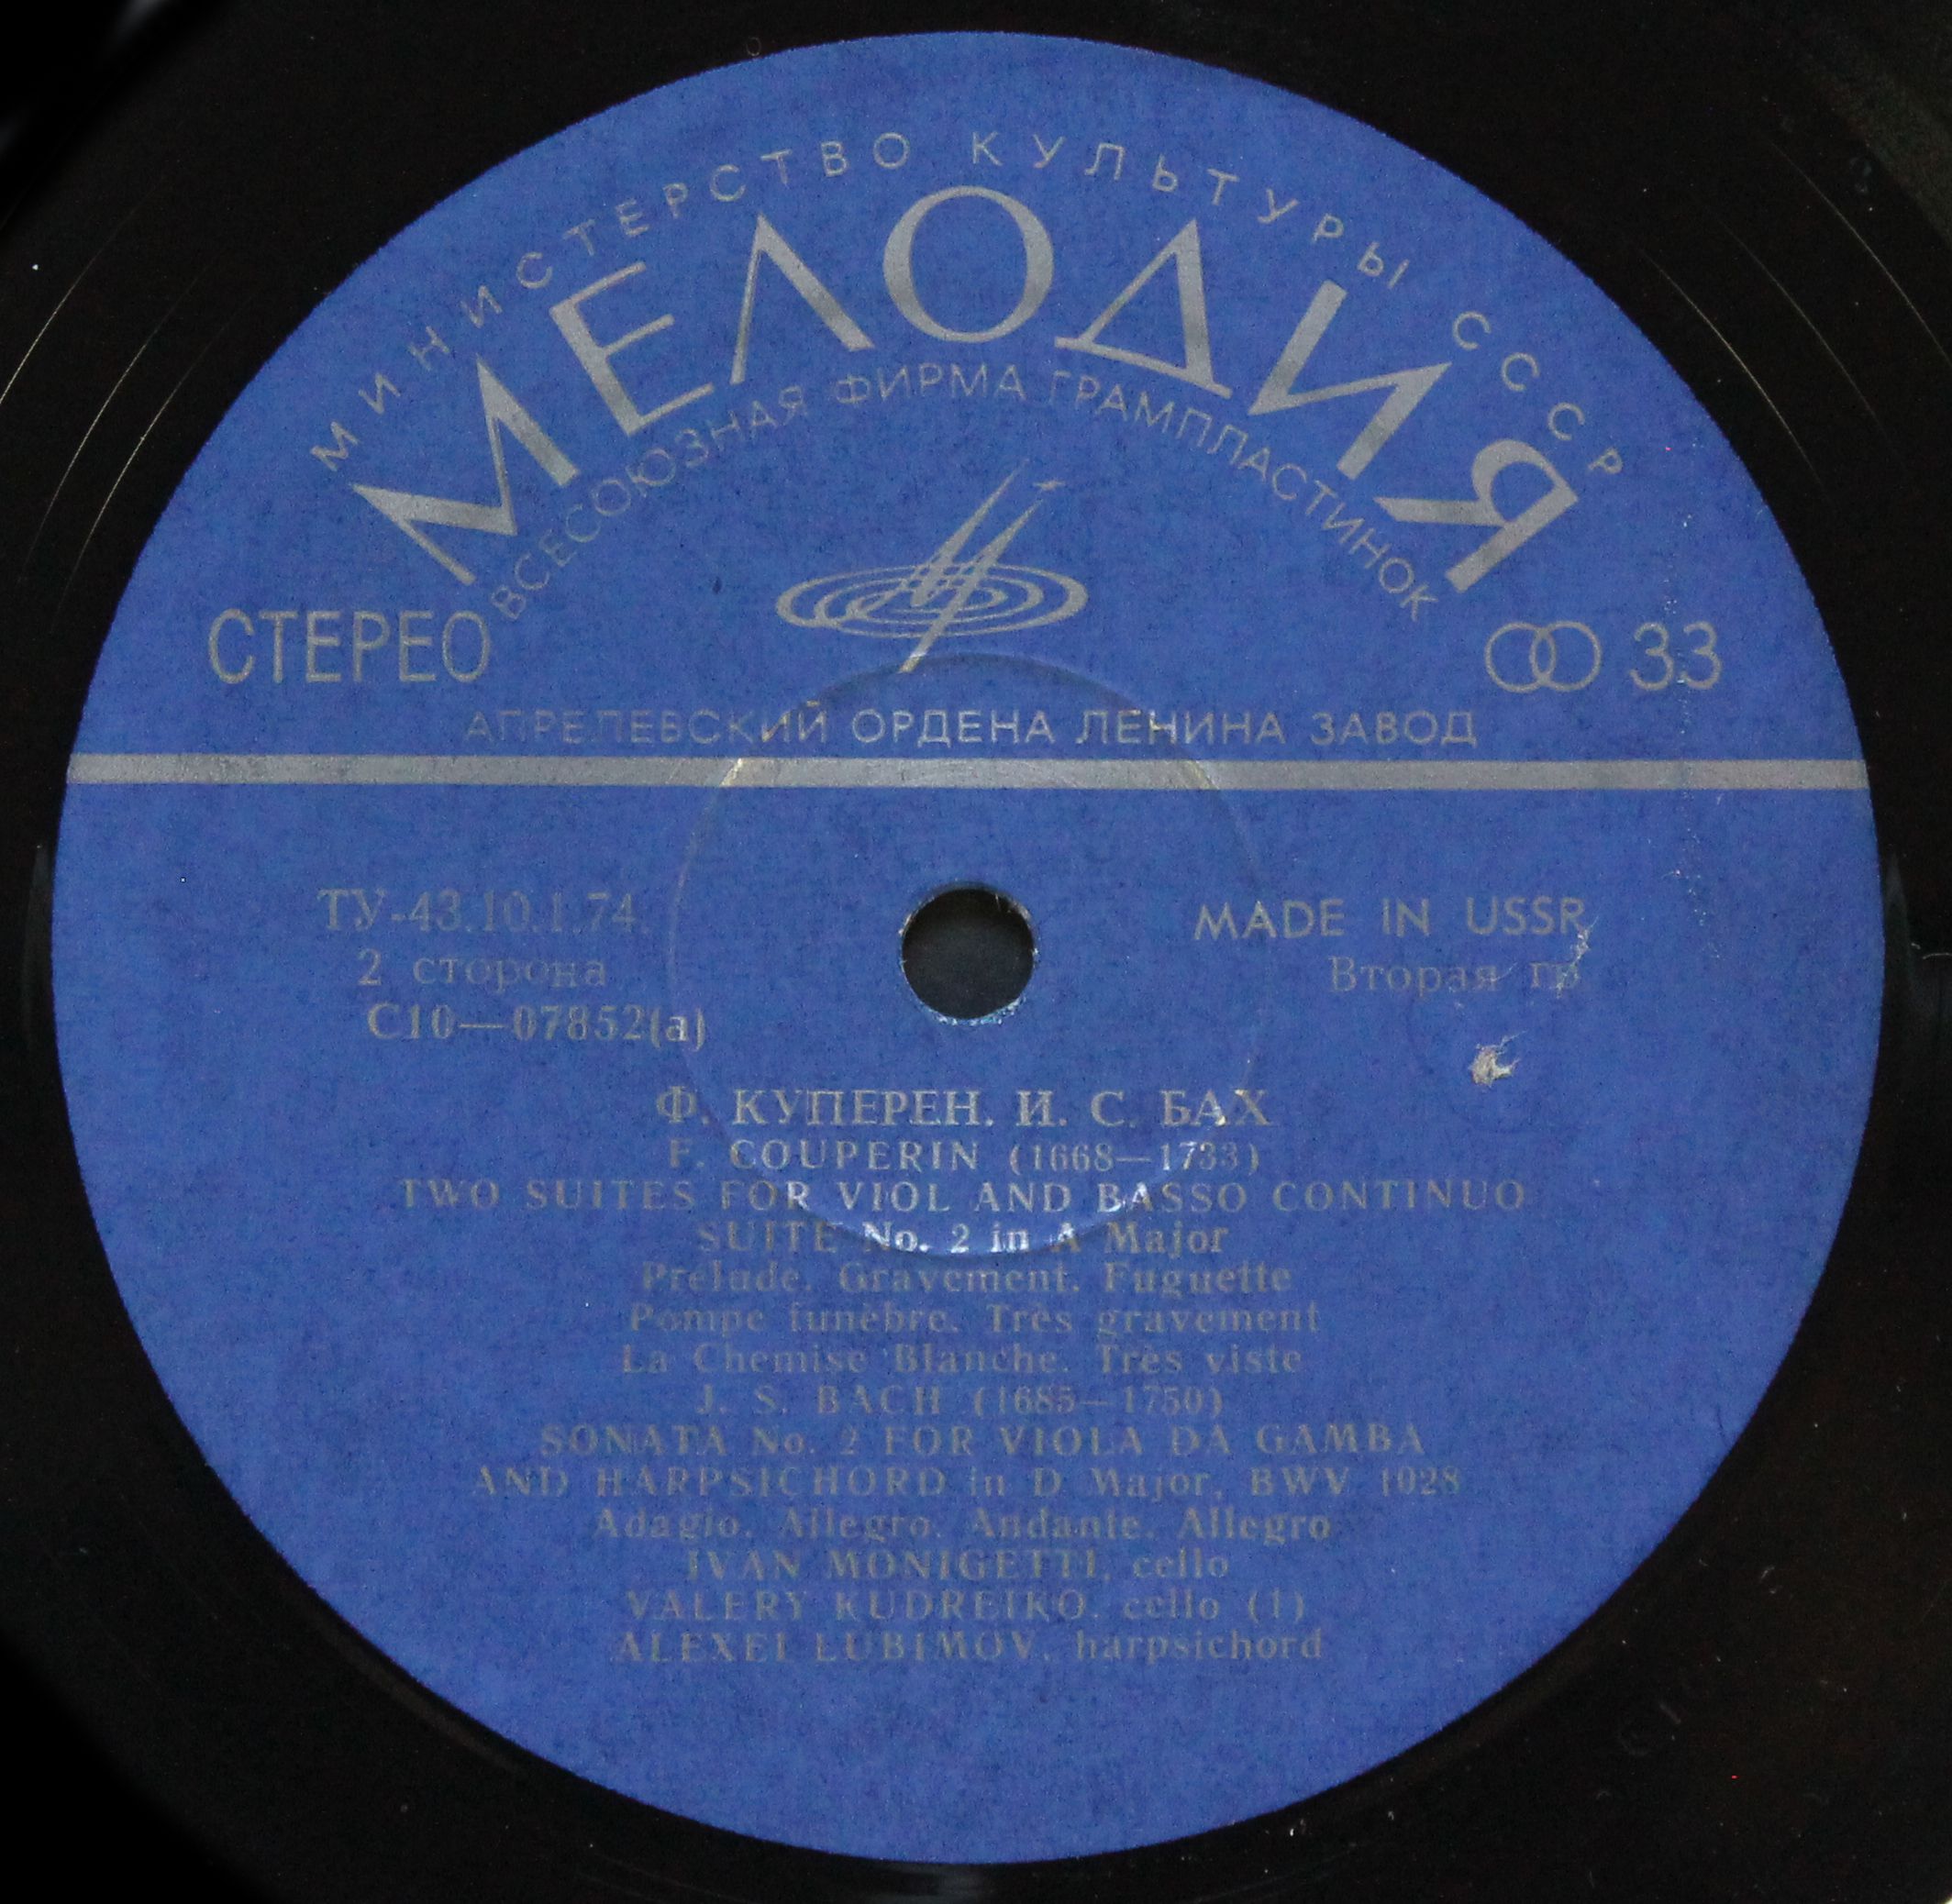 МИНИСТЕРСТВО КУЛЬТУРЫ СССР
МЕЛОДИЯ
ВСЕСОЮЗНАЯ ФИРМА ГРАМПЛАСТИНОК
СТЕРЕО
33
АПРЕЛЕВСКИЙ ОРДЕНА ЛЕНИНА ЗАВОД
ТУ-43.10.1.74.
2 сторона
С10—07852(а)
MADE IN USSR
Вторая гр
Ф. КУПЕРЕН. И. С. БАХ
F. COUPERIN (1668—1733)
TWO SUITES FOR VIOL AND BASSO CONTINUO
SUITE No. 2 in A Major
Prelude. Gravement. Fuguette
Pompe funèbre. Très gravement
La Chemise Blanche. Très viste
J. S. BACH (1685—1750)
SONATA No. 2 FOR VIOLA DA GAMBA
AND HARPSICHORD in D Major, BWV 1028
Adagio. Allegro. Andante. Allegro
IVAN MONIGETTI, cello
VALERY KUDREIKO, cello (1)
ALEXEI LUBIMOV, harpsichord